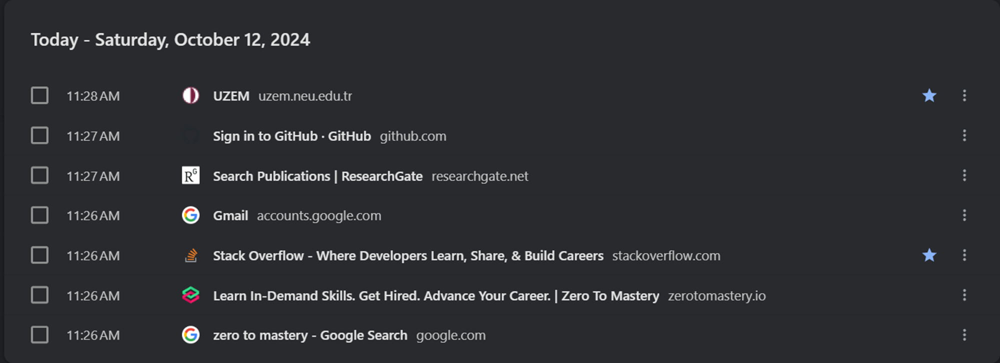 Today - Saturday, October 12, 2024
11:28 AM UZEM uzem.neu.edu.tr
11:27 AM Sign in to GitHub · GitHub github.com
11:27 AM RG Search Publications | ResearchGate researchgate.net
11:26 AM Gmail accounts.google.com
11:26 AM Stack Overflow - Where Developers Learn, Share, & Build Careers stackoverflow.com
11:26 AM Learn In-Demand Skills. Get Hired. Advance Your Career. | Zero To Mastery zerotomastery.io
11:26 AM zero to mastery - Google Search google.com